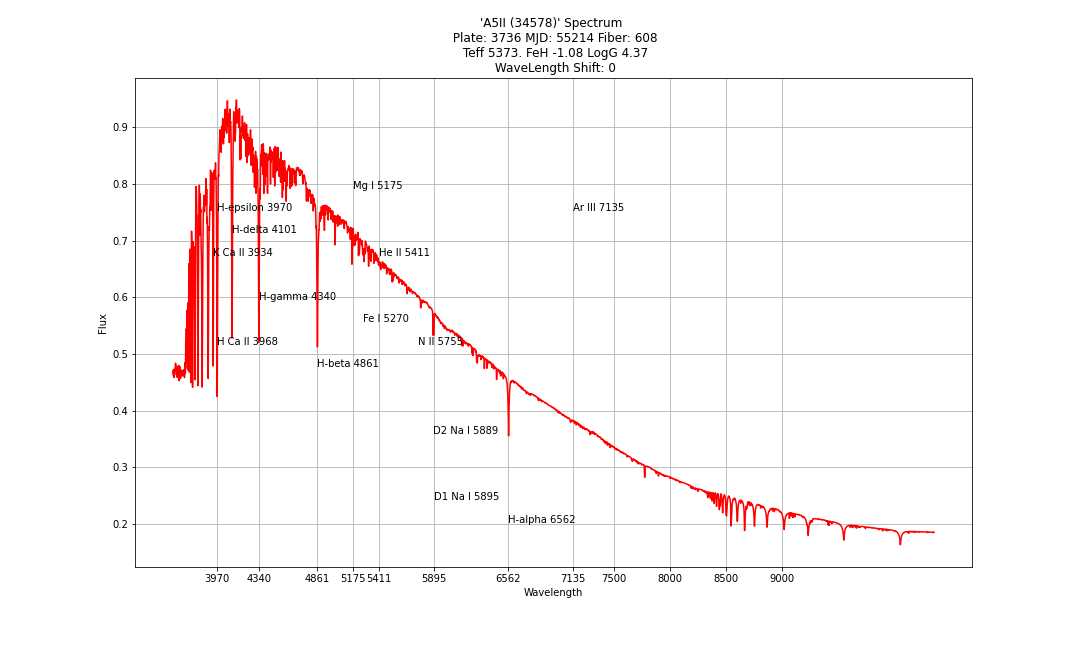 'A5II (34578)' Spectrum
Plate: 3736 MJD: 55214 Fiber: 608
Teff 5373. FeH -1.08 LogG 4.37
WaveLength Shift: 0
0.9
0.8
0.7
0.6
0.5
0.4
0.3
0.2
Flux
Mg I 5175
H-epsilon 3970
Ar III 7135
H-delta 4101
K Ca II 3934
He II 5411
H-gamma 4340
Fe I 5270
H Ca II 3968
N II 5755
H-beta 4861
D2 Na I 5889
D1 Na I 5895
H-alpha 6562
3970 4340 4861 5175 5411 5895 6562 7135 7500 8000 8500 9000
Wavelength